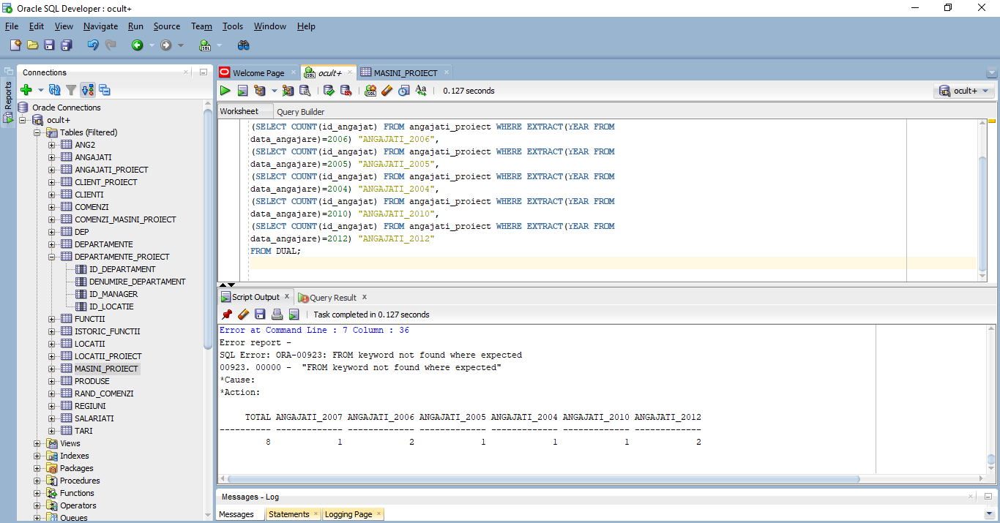 Oracle SQL Developer : ocult+
File Edit View Navigate Run Source Team Tools Window Help
Reports
Connections
Oracle Connections
ocult+
Tables (Filtered)
ANG2
ANGAJATI
ANGAJATI_PROIECT
CLIENT_PROIECT
CLIENTI
COMENZI
COMENZI_MASINI_PROIECT
DEP
DEPARTAMENTE
DEPARTAMENTE_PROIECT
ID_DEPARTAMENT
DENUMIRE_DEPARTAMENT
ID_MANAGER
ID_LOCATIE
FUNCTII
ISTORIC_FUNCTII
LOCATII
LOCATII_PROIECT
MASINI_PROIECT
PRODUSE
RAND_COMENZI
REGIUNI
SALARIATI
TARI
Views
Indexes
Packages
Procedures
Functions
Operators
Queues
Welcome Page ocult+ MASINI_PROIECT
0.127 seconds ocult+
Worksheet Query Builder
(SELECT COUNT(id_angajat) FROM angajati_proiect WHERE EXTRACT(YEAR FROM
data_angajare)=2006) "ANGAJATI_2006",
(SELECT COUNT(id_angajat) FROM angajati_proiect WHERE EXTRACT(YEAR FROM
data_angajare)=2005) "ANGAJATI_2005",
(SELECT COUNT(id_angajat) FROM angajati_proiect WHERE EXTRACT(YEAR FROM
data_angajare)=2004) "ANGAJATI_2004",
(SELECT COUNT(id_angajat) FROM angajati_proiect WHERE EXTRACT(YEAR FROM
data_angajare)=2010) "ANGAJATI_2010",
(SELECT COUNT(id_angajat) FROM angajati_proiect WHERE EXTRACT(YEAR FROM
data_angajare)=2012) "ANGAJATI_2012"
FROM DUAL;
Script Output x Query Result x
Task completed in 0.127 seconds
Error at Command Line : 7 Column : 36
Error report -
SQL Error: ORA-00923: FROM keyword not found where expected
00923. 00000 - "FROM keyword not found where expected"
*Cause:
*Action:
TOTAL ANGAJATI_2007 ANGAJATI_2006 ANGAJATI_2005 ANGAJATI_2004 ANGAJATI_2010 ANGAJATI_2012
---------- ------------- ------------- ------------- ------------- ------------- -------------
8 1 2 1 1 1 2
Messages - Log
Messages Statements Logging Page